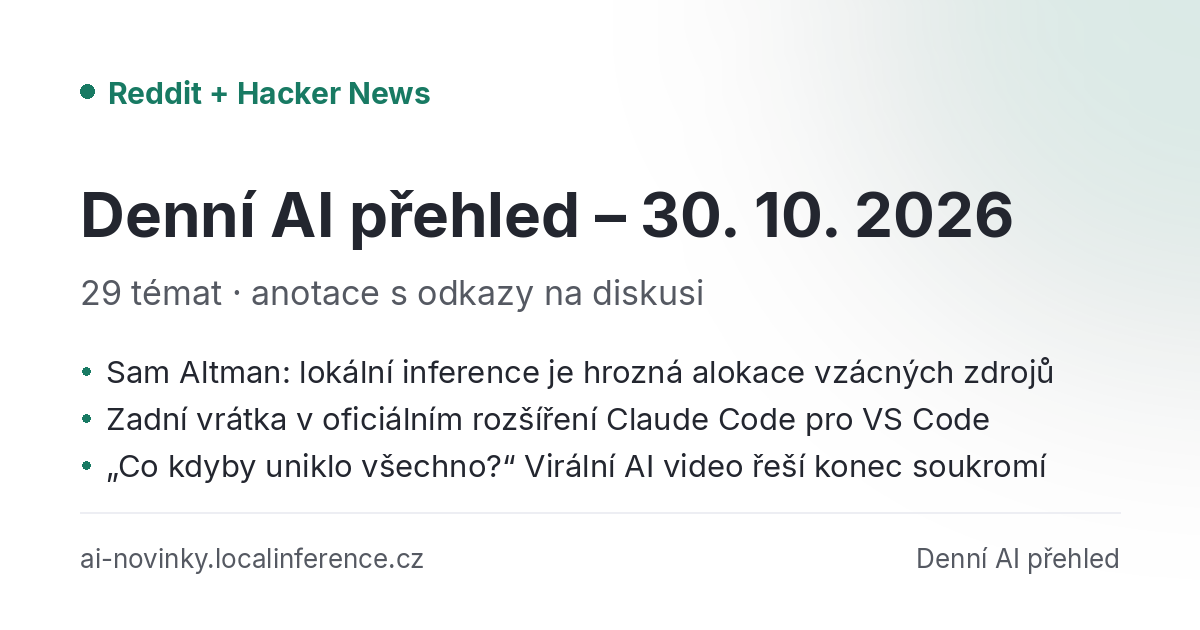 Reddit + Hacker News
Denní AI přehled – 30. 10. 2026
29 témat · anotace s odkazy na diskusi
• Sam Altman: lokální inference je hrozná alokace vzácných zdrojů
• Zadní vrátka v oficiálním rozšíření Claude Code pro VS Code
• „Co kdyby uniklo všechno?“ Virální AI video řeší konec soukromí
ai-novinky.localinference.cz
Denní AI přehled